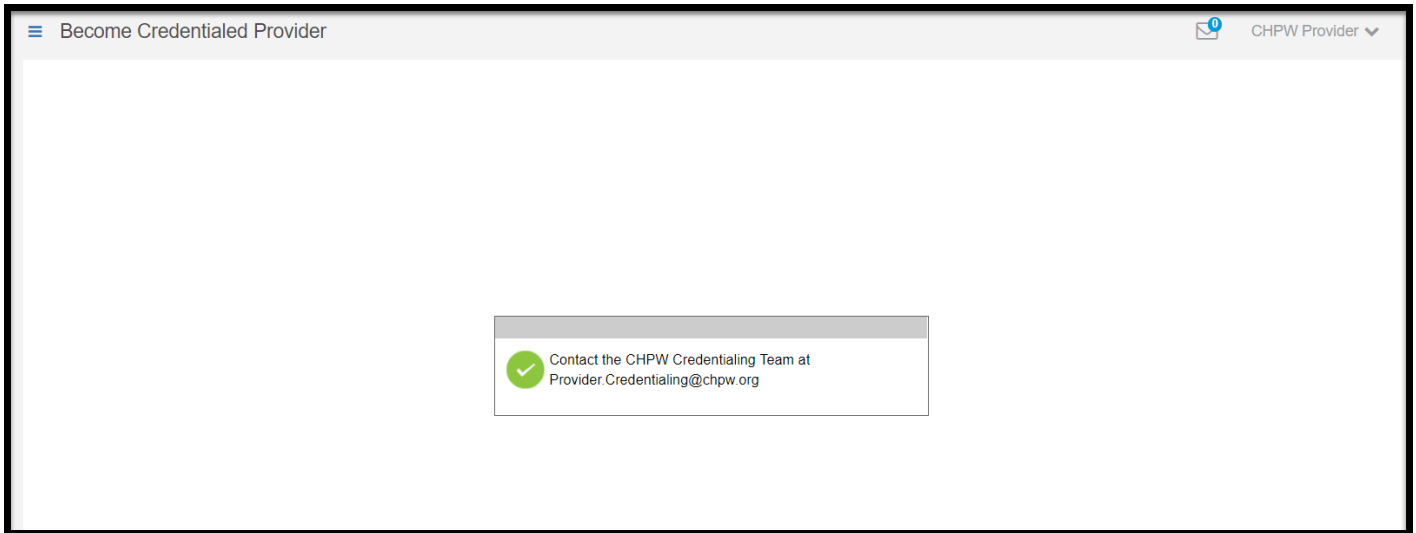 Become Credentialed Provider
0
CHPW Provider
Contact the CHPW Credentialing Team at
Provider.Credentialing@chpw.org